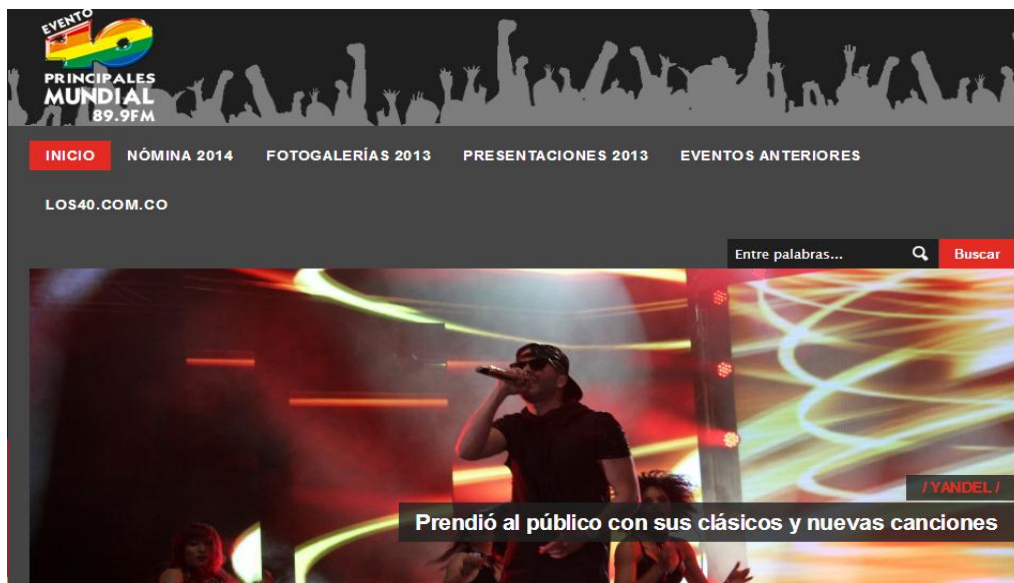 EVENTO
40
PRINCIPALES
MUNDIAL
89.9FM
INICIO NÓMINA 2014 FOTOGALERÍAS 2013 PRESENTACIONES 2013 EVENTOS ANTERIORES
LOS40.COM.CO
Entre palabras... Buscar
/ YANDEL /
Prendió al público con sus clásicos y nuevas canciones